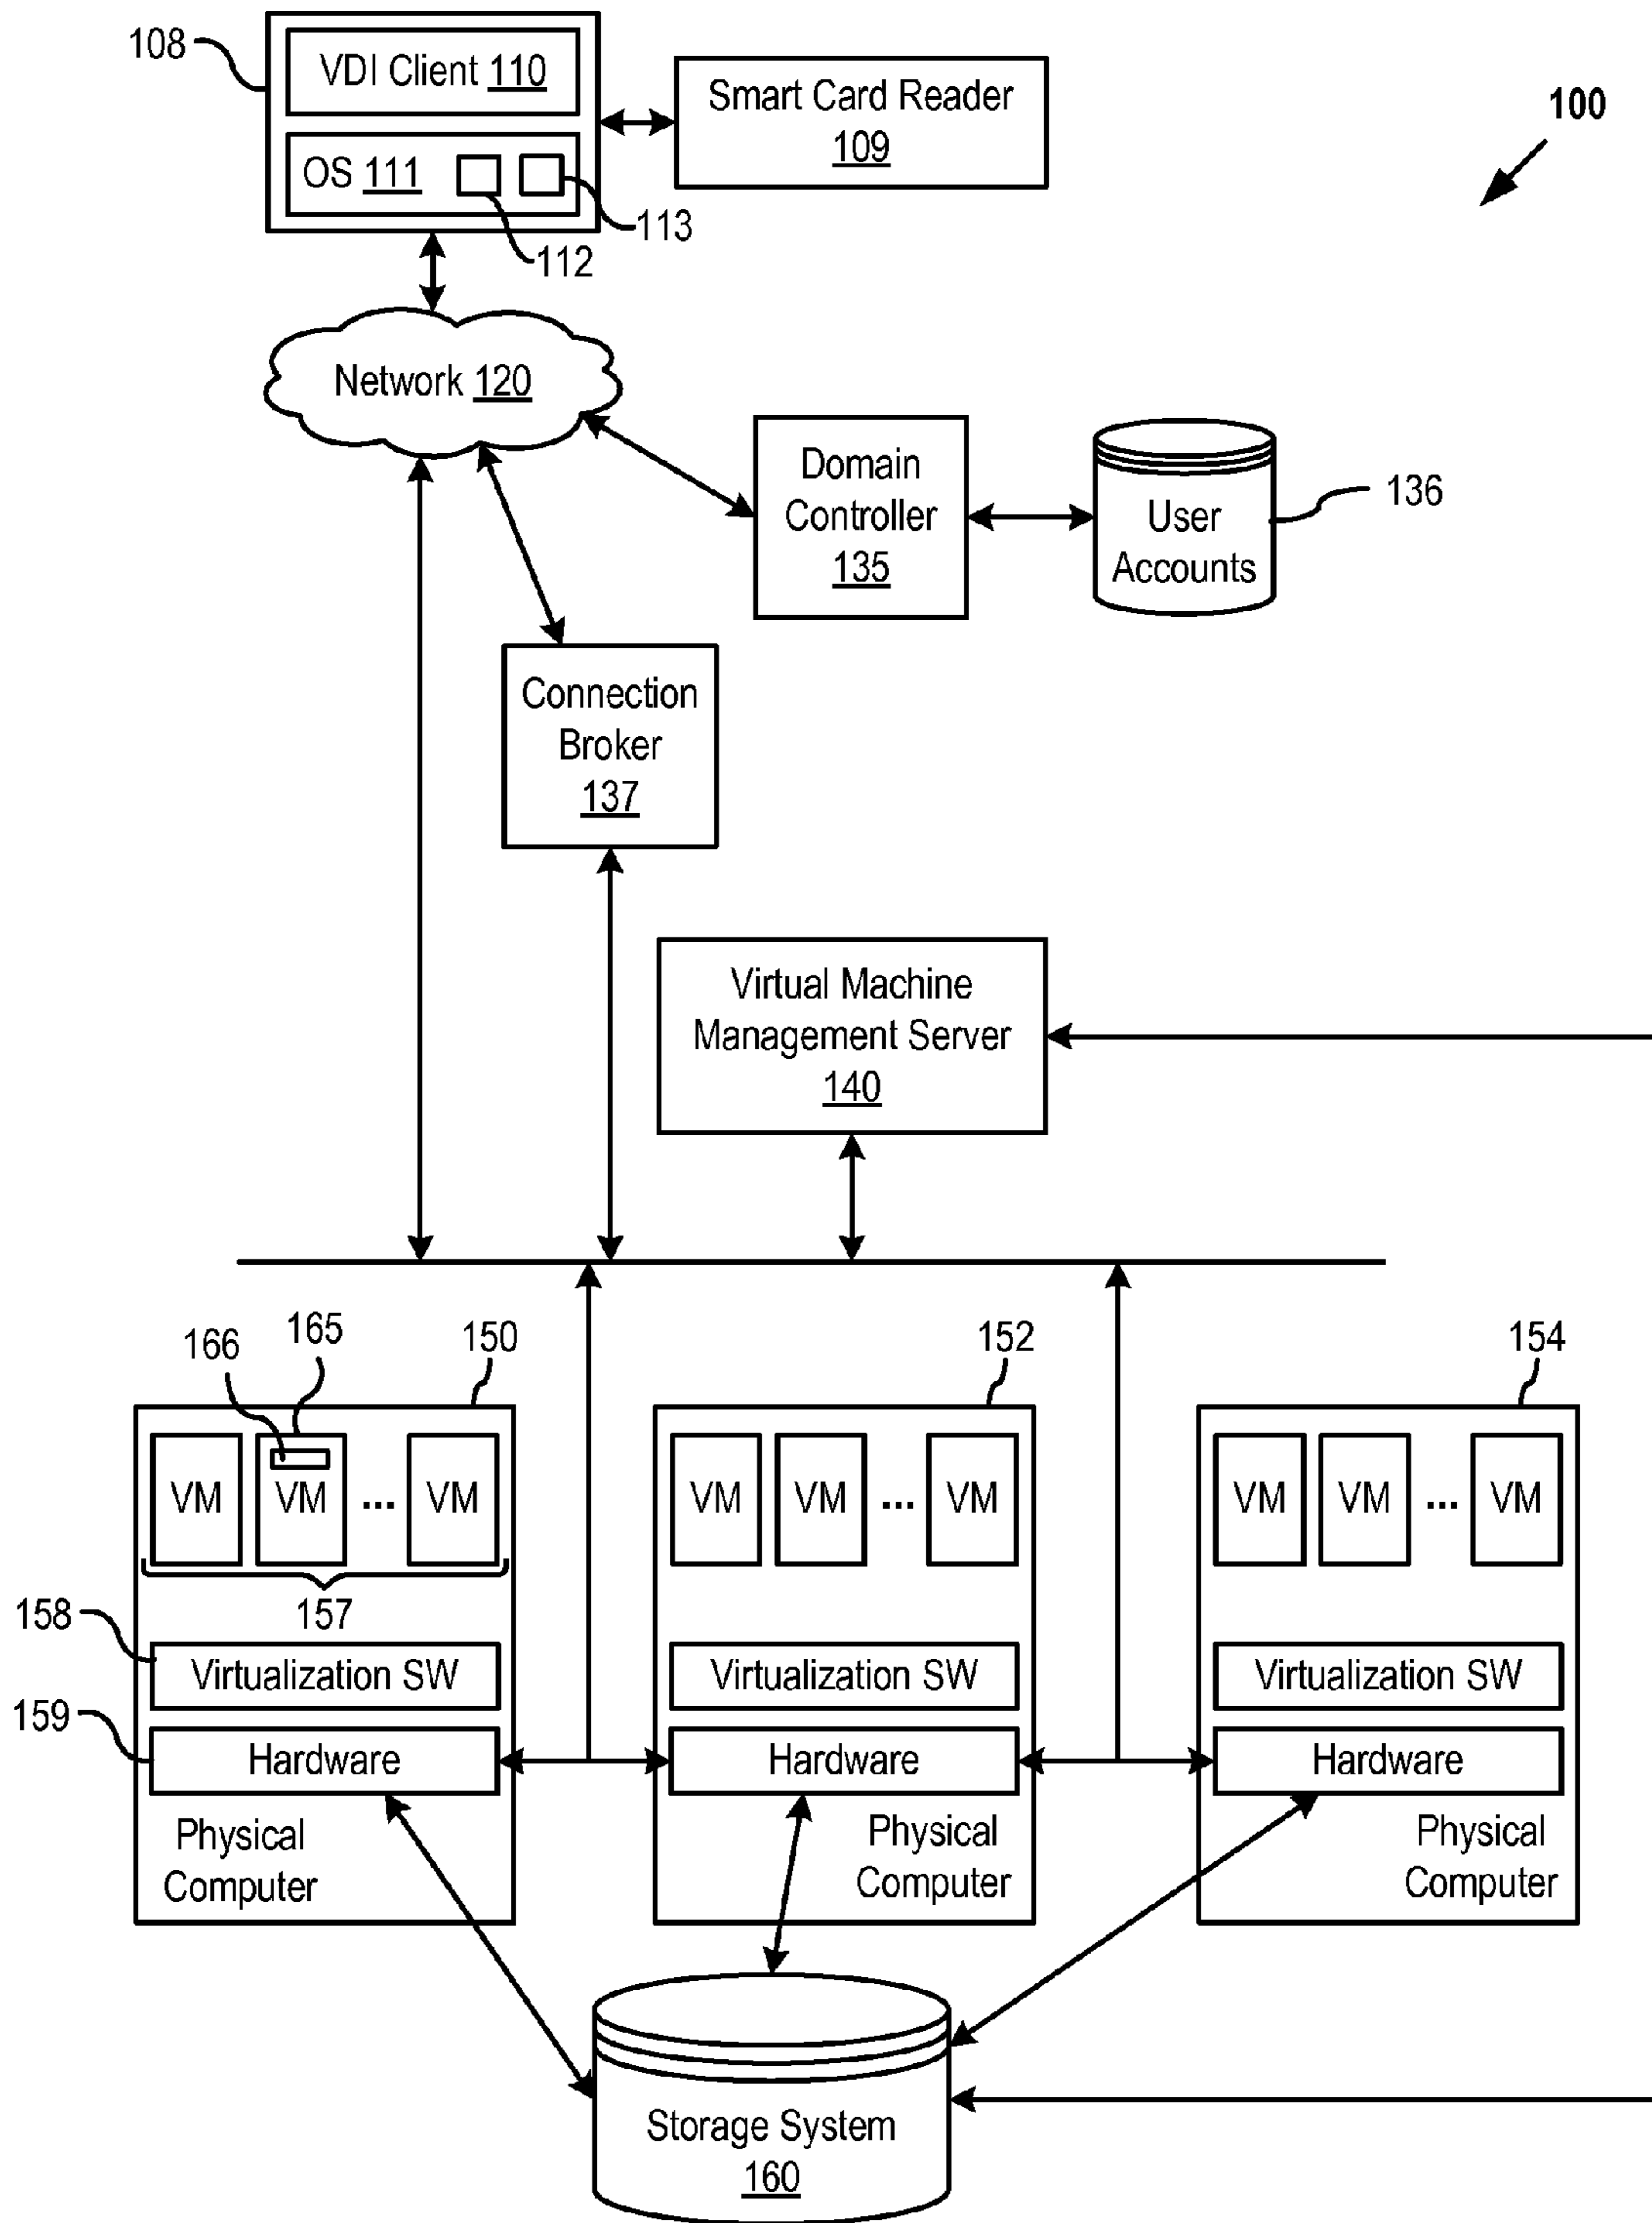 108
VDI Client 110
Smart Card Reader
109
100
OS 111
113
112
Network 120
Domain
Controller
135
User
Accounts
136
Connection
Broker
137
Virtual Machine
Management Server
140
166
165
150
152
154
VM VM ... VM
VM VM ... VM
VM VM ... VM
157
158
Virtualization SW
Virtualization SW
Virtualization SW
159
Hardware
Hardware
Hardware
Physical
Computer
Physical
Computer
Physical
Computer
Storage System
160